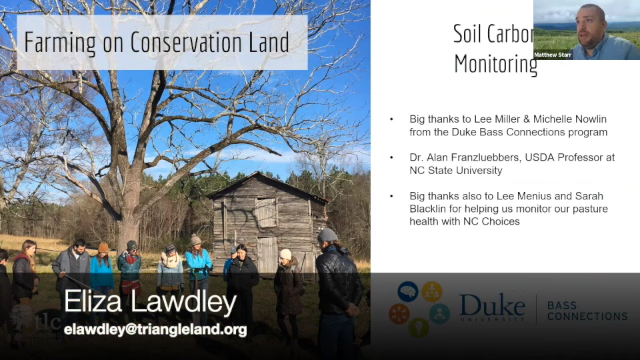 Farming on Conservation Land
Soil Carbon
Monitoring
Matthew Starr
• Big thanks to Lee Miller & Michelle Nowlin
from the Duke Bass Connections program
• Dr. Alan Franzluebbers, USDA Professor at
NC State University
• Big thanks also to Lee Menius and Sarah
Blacklin for helping us monitor our pasture
health with NC Choices
Eliza Lawdley
elawdley@triangleland.org
tlc
Duke
UNIVERSITY
BASS
CONNECTIONS